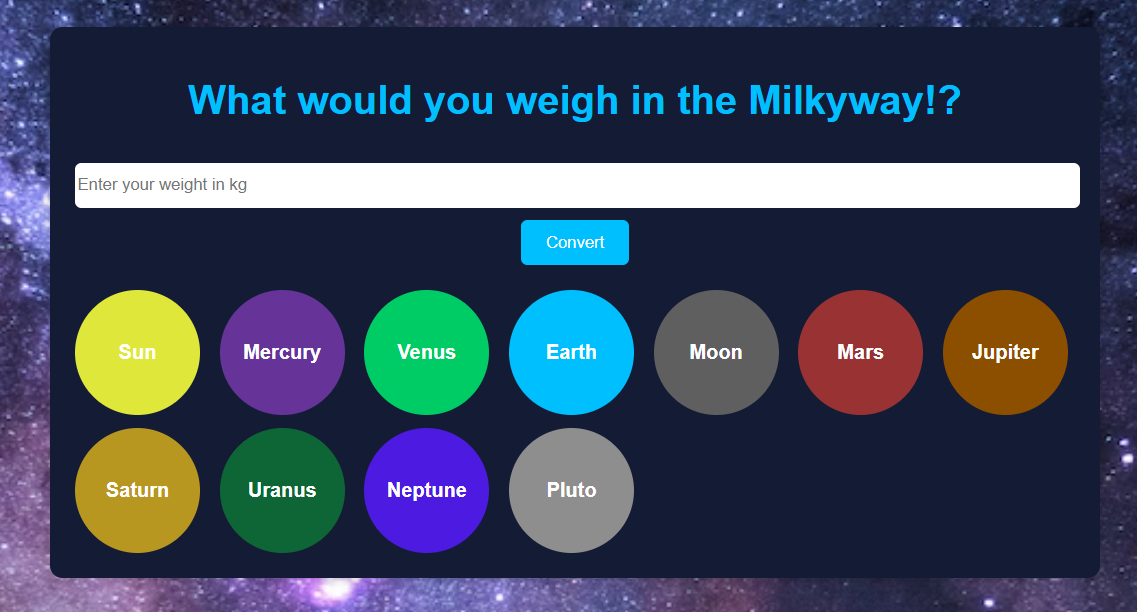 What would you weigh in the Milkyway!?
Enter your weight in kg
Convert
Sun Mercury Venus Earth Moon Mars Jupiter
Saturn Uranus Neptune Pluto